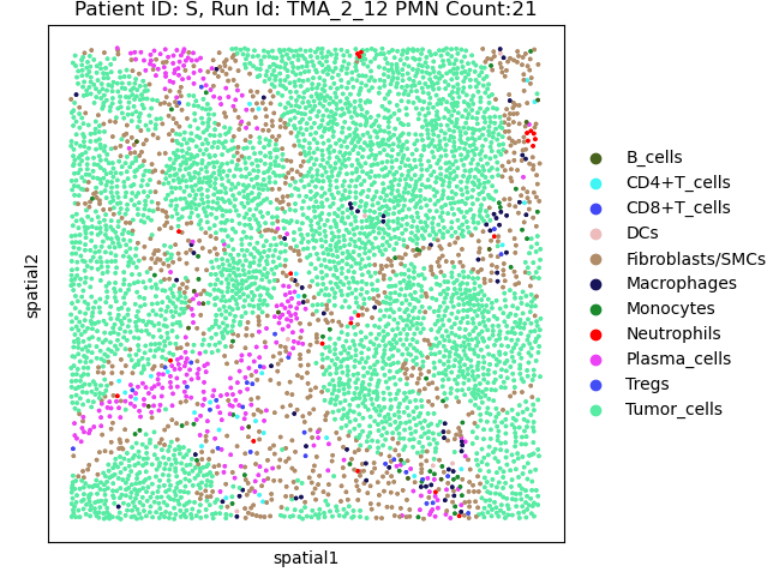 Patient ID: S, Run Id: TMA_2_12 PMN Count:21
spatial2
spatial1
B_cells
CD4+T_cells
CD8+T_cells
DCs
Fibroblasts/SMCs
Macrophages
Monocytes
Neutrophils
Plasma_cells
Tregs
Tumor_cells